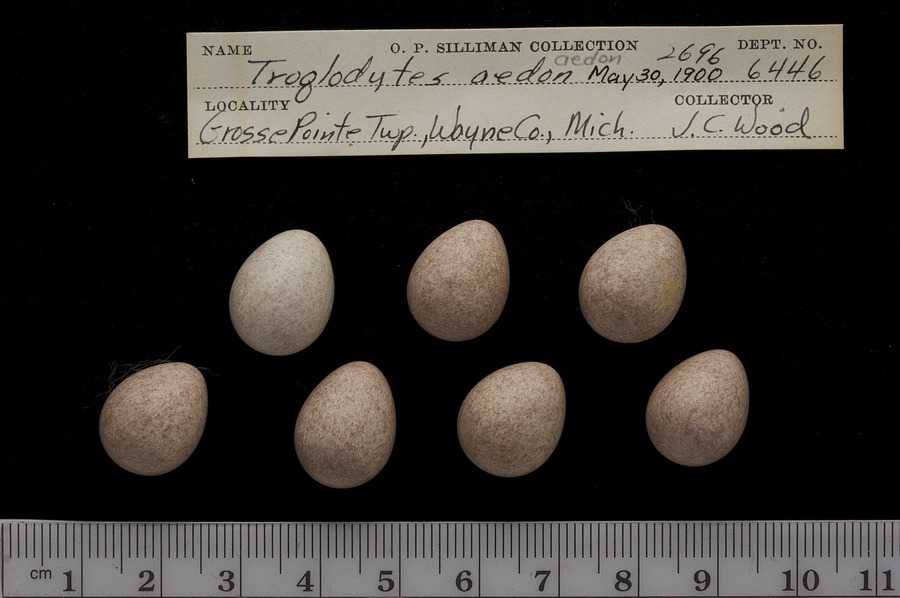 NAME O. P. SILLIMAN COLLECTION 2696 DEPT. NO.
aedon
Troglodytes aedon May 30, 1900 6446
LOCALITY COLLECTOR
Grosse Pointe Twp., Wayne Co., Mich. J. C. Wood
cm 1 2 3 4 5 6 7 8 9 10 11